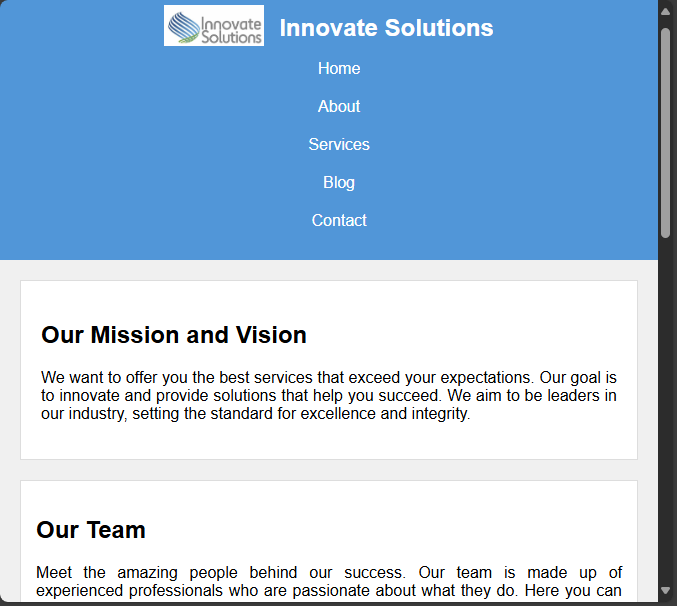 Innovate
Solutions
Innovate Solutions
Home
About
Services
Blog
Contact
Our Mission and Vision
We want to offer you the best services that exceed your expectations. Our goal is
to innovate and provide solutions that help you succeed. We aim to be leaders in
our industry, setting the standard for excellence and integrity.
Our Team
Meet the amazing people behind our success. Our team is made up of
experienced professionals who are passionate about what they do. Here you can